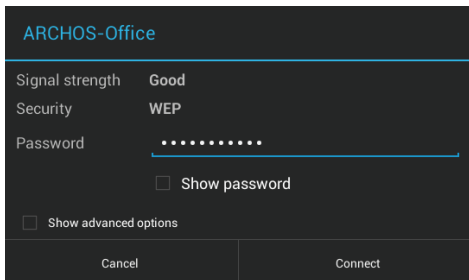 ARCHOS-Office
Signal strength Good
Security WEP
Password •••••••••••
Show password
Show advanced options
Cancel Connect